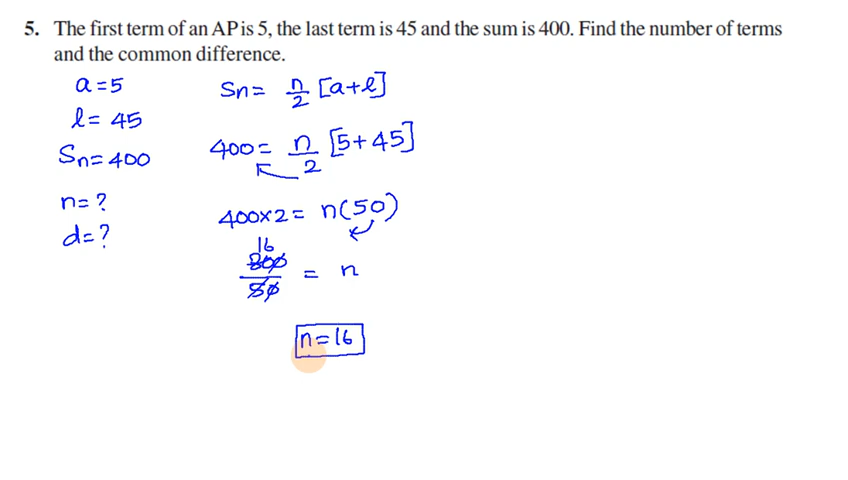 5. The first term of an AP is 5, the last term is 45 and the sum is 400. Find the number of terms
and the common difference.
a = 5
l = 45
Sn = 400
n = ?
d = ?
Sn = n/2 [a+l]
400 = n/2 [5+45]
400×2 = n(50)
16
800/50 = n
n = 16